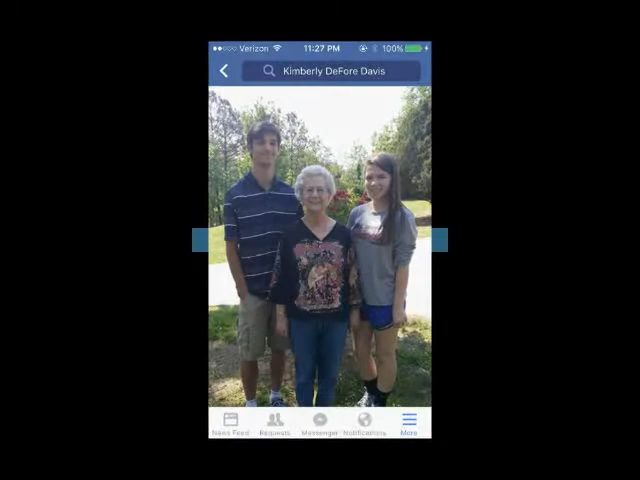 Verizon 11:27 PM 100%
Kimberly DeFore Davis
News Feed Requests Messenger Notifications More